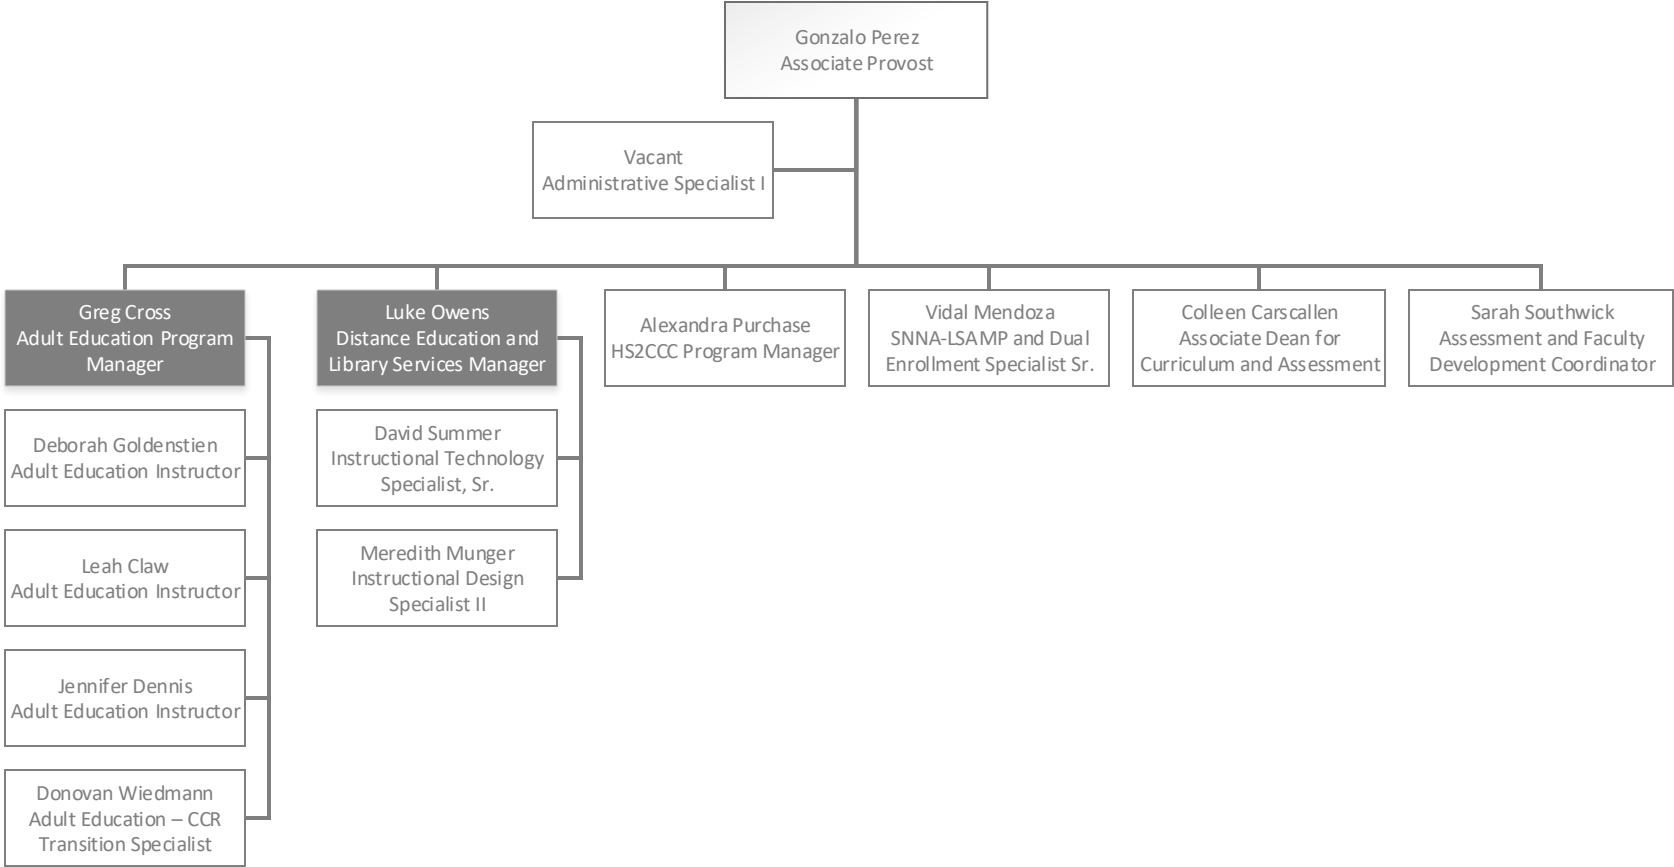 Gonzalo Perez
Associate Provost
Vacant
Administrative Specialist I
Greg Cross
Adult Education Program
Manager
Luke Owens
Distance Education and
Library Services Manager
Alexandra Purchase
HS2CCC Program Manager
Vidal Mendoza
SNNA-LSAMP and Dual
Enrollment Specialist Sr.
Colleen Carscallen
Associate Dean for
Curriculum and Assessment
Sarah Southwick
Assessment and Faculty
Development Coordinator
Deborah Goldenstien
Adult Education Instructor
David Summer
Instructional Technology
Specialist, Sr.
Leah Claw
Adult Education Instructor
Meredith Munger
Instructional Design
Specialist II
Jennifer Dennis
Adult Education Instructor
Donovan Wiedmann
Adult Education – CCR
Transition Specialist